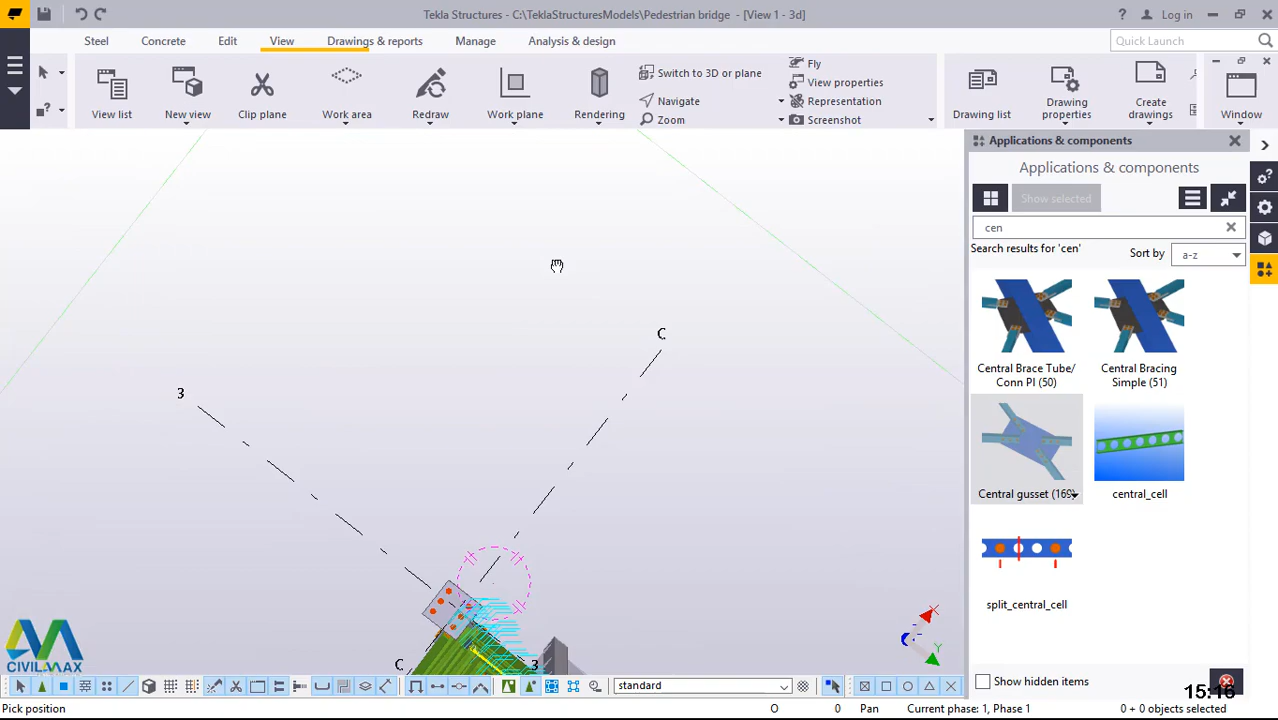 Tekla Structures - C:\TeklaStructuresModels\Pedestrian bridge - [View 1 - 3d]
Log in
Steel Concrete Edit View Drawings & reports Manage Analysis & design
Quick Launch
View list
New view
Clip plane
Work area
Redraw
Work plane
Rendering
Fly
Switch to 3D or plane
View properties
Navigate
Representation
Zoom
Screenshot
Drawing list
Drawing properties
Create drawings
Window
Applications & components
Applications & components
Show selected
cen
Search results for 'cen'
Sort by a-z
Central Brace Tube/
Conn Pl (50)
Central Bracing
Simple (51)
Central gusset (169)
central_cell
split_central_cell
Show hidden items
C
3
C
3
Y
CIVILMAX
standard
15:16
Pick position
O 0 Pan Current phase: 1, Phase 1 0 + 0 objects selected